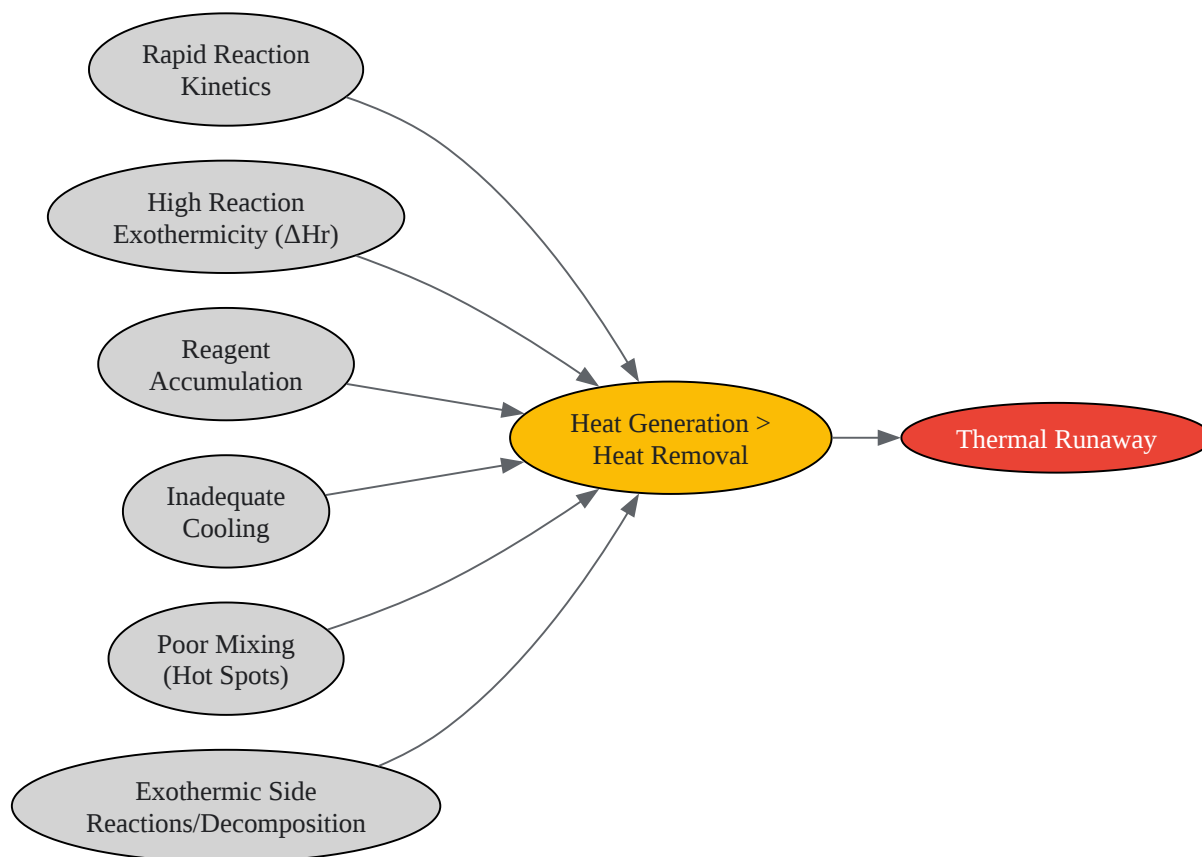 Rapid Reaction
Kinetics
High Reaction
Exothermicity (ΔHr)
Reagent
Accumulation
Inadequate
Cooling
Poor Mixing
(Hot Spots)
Exothermic Side
Reactions/Decomposition
Heat Generation >
Heat Removal
Thermal Runaway